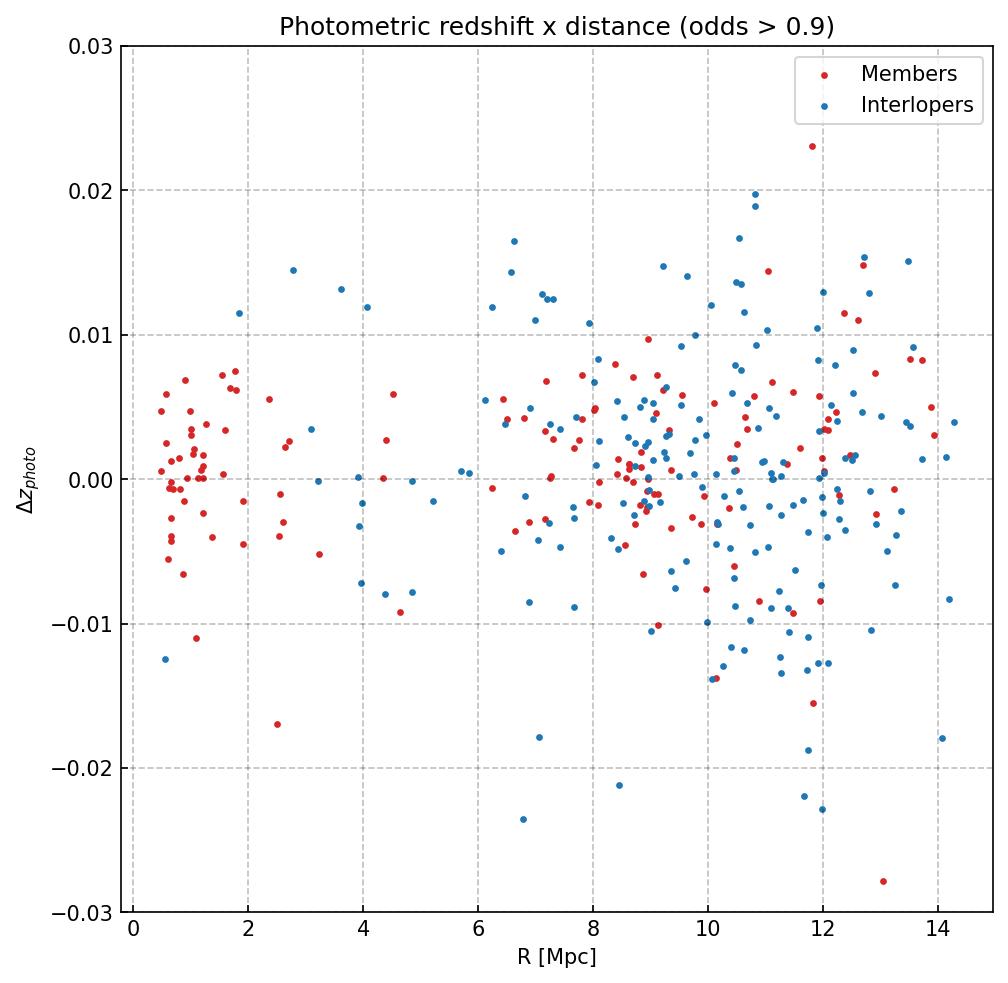 Photometric redshift x distance (odds > 0.9)
Members
Interlopers
0.03
0.02
0.01
0.00
−0.01
−0.02
−0.03
Δz_photo
0 2 4 6 8 10 12 14
R [Mpc]